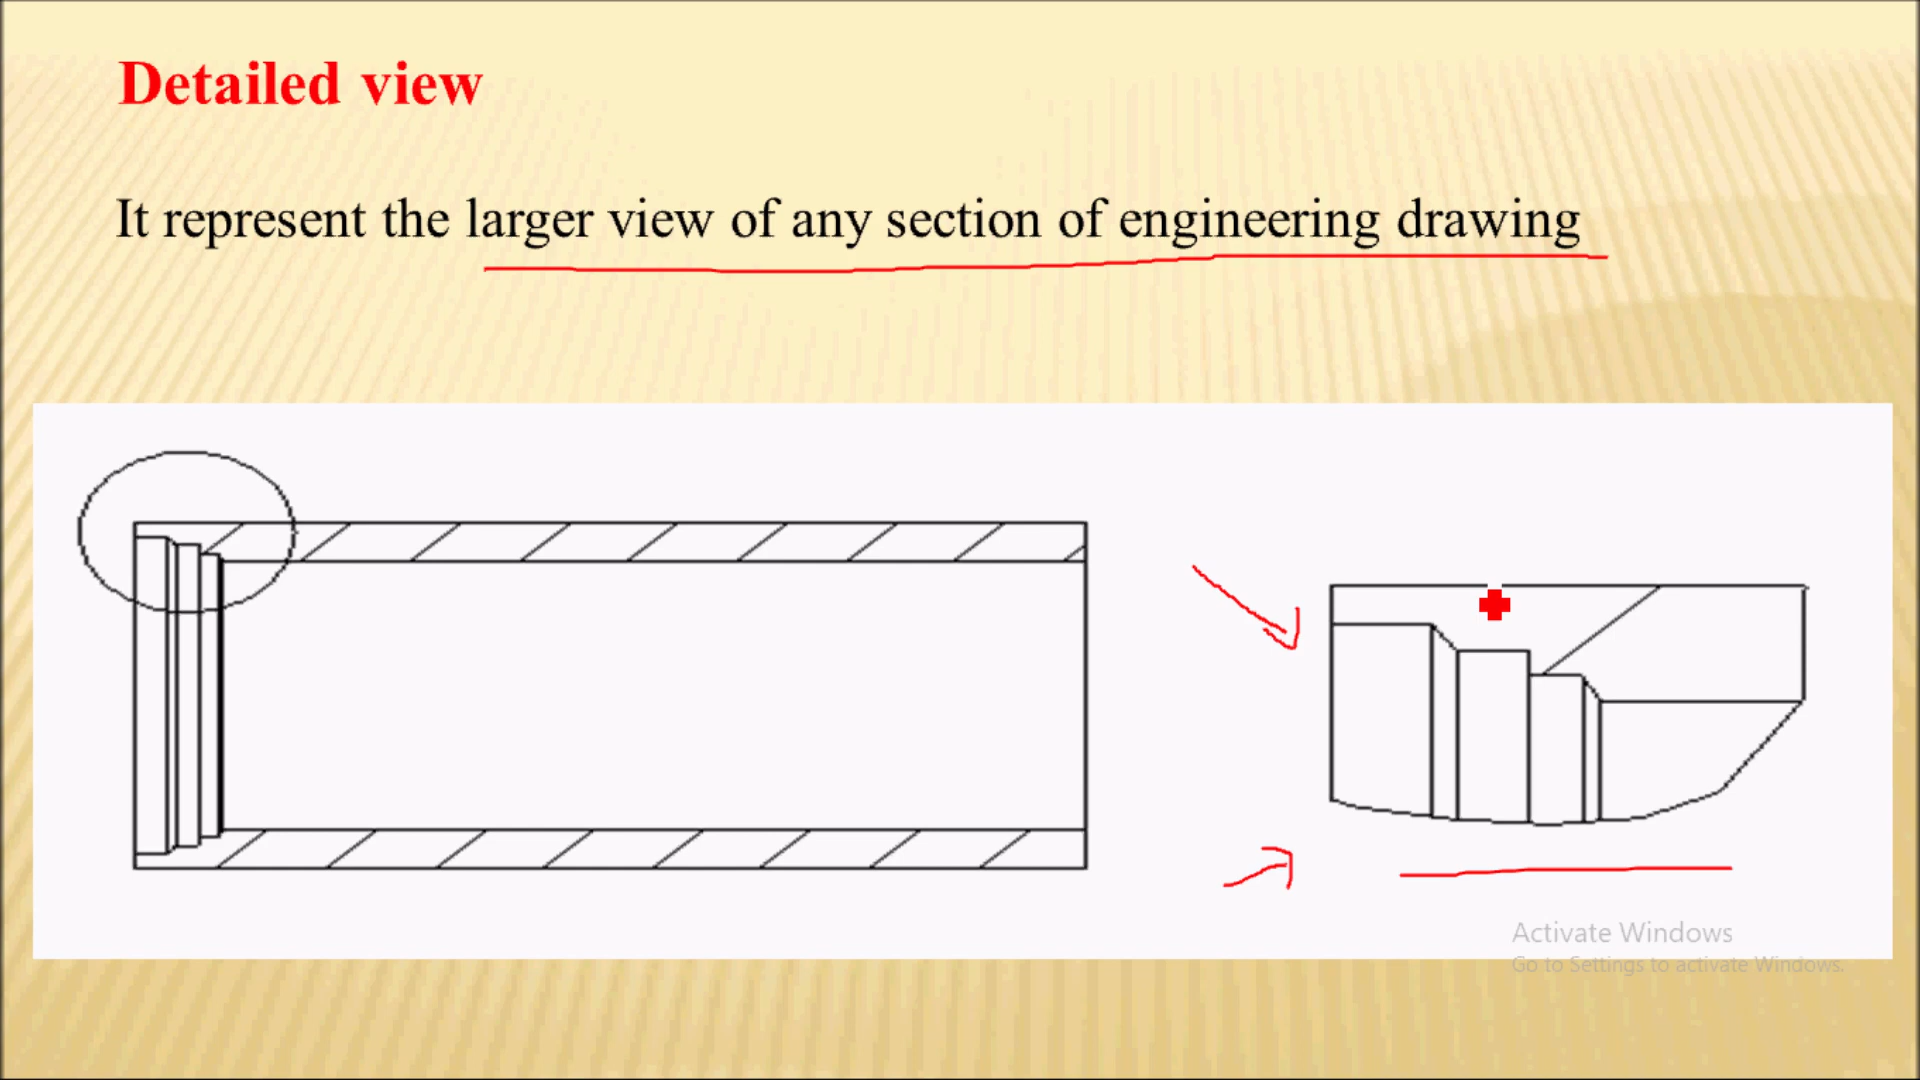 Detailed view
It represent the larger view of any section of engineering drawing
Activate Windows
Go to Settings to activate Windows.